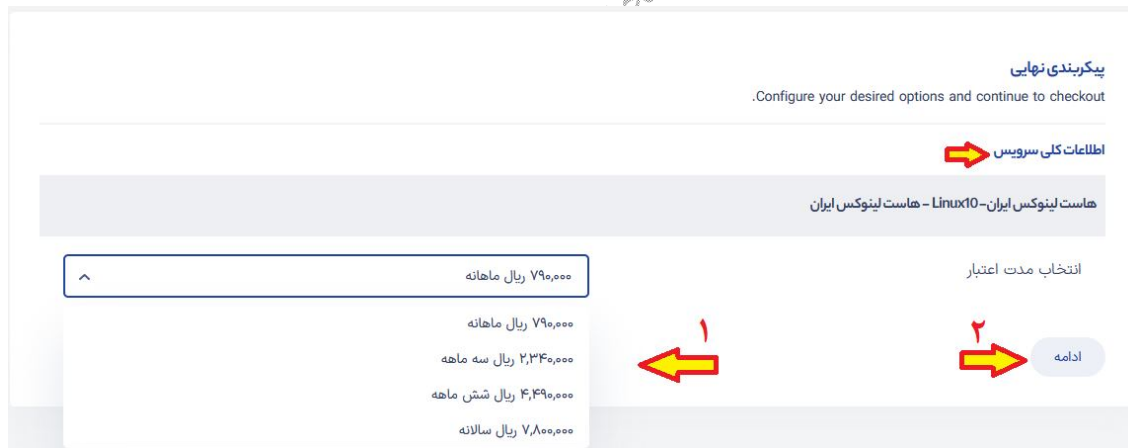 پیکربندی نهایی
Configure your desired options and continue to checkout.
اطلاعات کلی سرویس
هاست لینوکس ایران - Linux10 - هاست لینوکس ایران
انتخاب مدت اعتبار
۷۹۰,۰۰۰ ریال ماهانه
۷۹۰,۰۰۰ ریال ماهانه
۲,۳۴۰,۰۰۰ ریال سه ماهه
۴,۴۹۰,۰۰۰ ریال شش ماهه
۷,۸۰۰,۰۰۰ ریال سالانه
۱
۲
ادامه